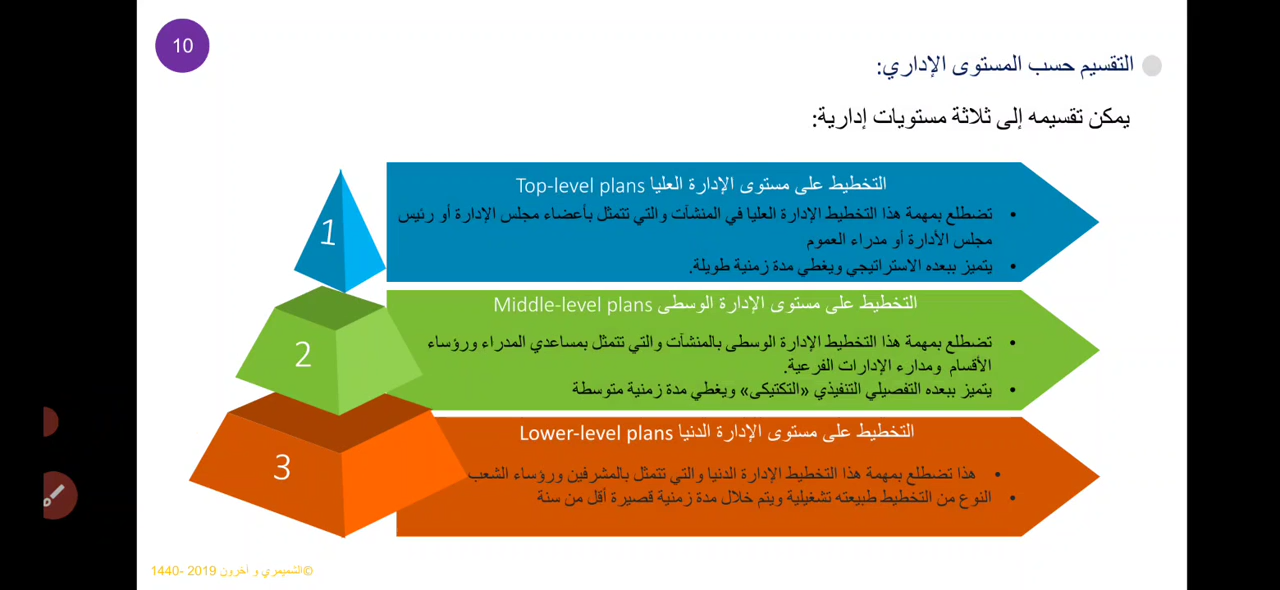 10
التقسيم حسب المستوى الإداري:
يمكن تقسيمه إلى ثلاثة مستويات إدارية:
1
التخطيط على مستوى الإدارة العليا Top-level plans
• تضطلع بمهمة هذا التخطيط الإدارة العليا في المنشآت والتي تتمثل بأعضاء مجلس الإدارة أو رئيس
مجلس الأدارة أو مدراء العموم
• يتميز ببعده الاستراتيجي ويغطي مدة زمنية طويلة.
2
التخطيط على مستوى الإدارة الوسطى Middle-level plans
• تضطلع بمهمة هذا التخطيط الإدارة الوسطى بالمنشآت والتي تتمثل بمساعدي المدراء ورؤساء
الأقسام ومدارء الإدارات الفرعية.
• يتميز ببعده التفصيلي التنفيذي «التكتيكى» ويغطي مدة زمنية متوسطة
3
التخطيط على مستوى الإدارة الدنيا Lower-level plans
• هذا تضطلع بمهمة هذا التخطيط الإدارة الدنيا والتي تتمثل بالمشرفين ورؤساء الشعب
• النوع من التخطيط طبيعته تشغيلية ويتم خلال مدة زمنية قصيرة أقل من سنة
©الشميمري و آخرون 2019 -1440